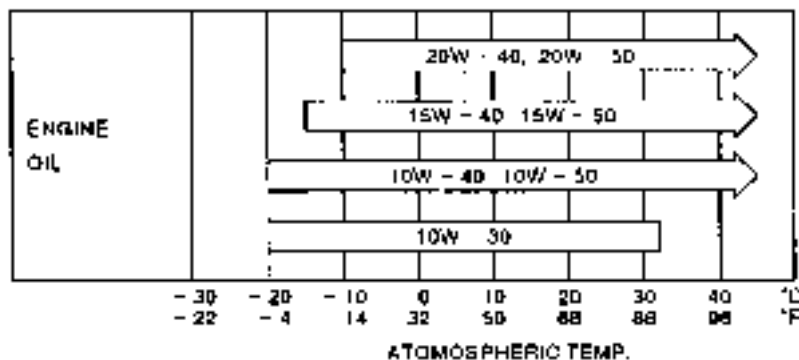 20W - 40, 20W - 50
ENGINE
OIL
15W - 40 15W - 50
10W - 40 10W - 50
10W 30
- 30 - 20 - 10 0 10 20 30 40 °C
- 22 - 4 14 32 50 68 86 °F
ATOMOSPHERIC TEMP.